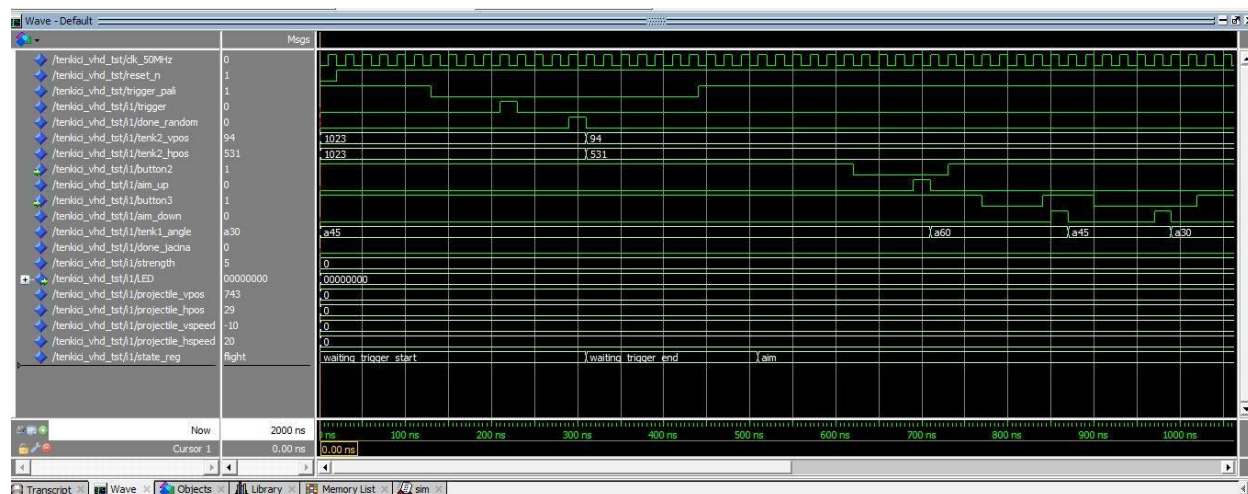 Wave - Default
Msgs
/tenkici_vhd_tst/clk_50MHz 0
/tenkici_vhd_tst/reset_n 1
/tenkici_vhd_tst/trigger_pali 1
/tenkici_vhd_tst/i1/trigger 0
/tenkici_vhd_tst/i1/done_random 0
/tenkici_vhd_tst/i1/tenk2_vpos 94 1023 94
/tenkici_vhd_tst/i1/tenk2_hpos 531 1023 531
/tenkici_vhd_tst/i1/button2 1
/tenkici_vhd_tst/i1/aim_up 0
/tenkici_vhd_tst/i1/button3 1
/tenkici_vhd_tst/i1/aim_down 0
/tenkici_vhd_tst/i1/tenk1_angle a30 a45 a60 a45 a30
/tenkici_vhd_tst/i1/done_jacina 0
/tenkici_vhd_tst/i1/strength 5 0
/tenkici_vhd_tst/i1/LED 00000000 00000000
/tenkici_vhd_tst/i1/projectile_vpos 743 0
/tenkici_vhd_tst/i1/projectile_hpos 29 0
/tenkici_vhd_tst/i1/projectile_vspeed -10 0
/tenkici_vhd_tst/i1/projectile_hspeed 20 0
/tenkici_vhd_tst/i1/state_reg flight waiting_trigger_start waiting_trigger_end aim
Now 2000 ns ns 100 ns 200 ns 300 ns 400 ns 500 ns 600 ns 700 ns 800 ns 900 ns 1000 ns
Cursor 1 0.00 ns 0.00 ns
Transcript Wave Objects Library Memory List sim